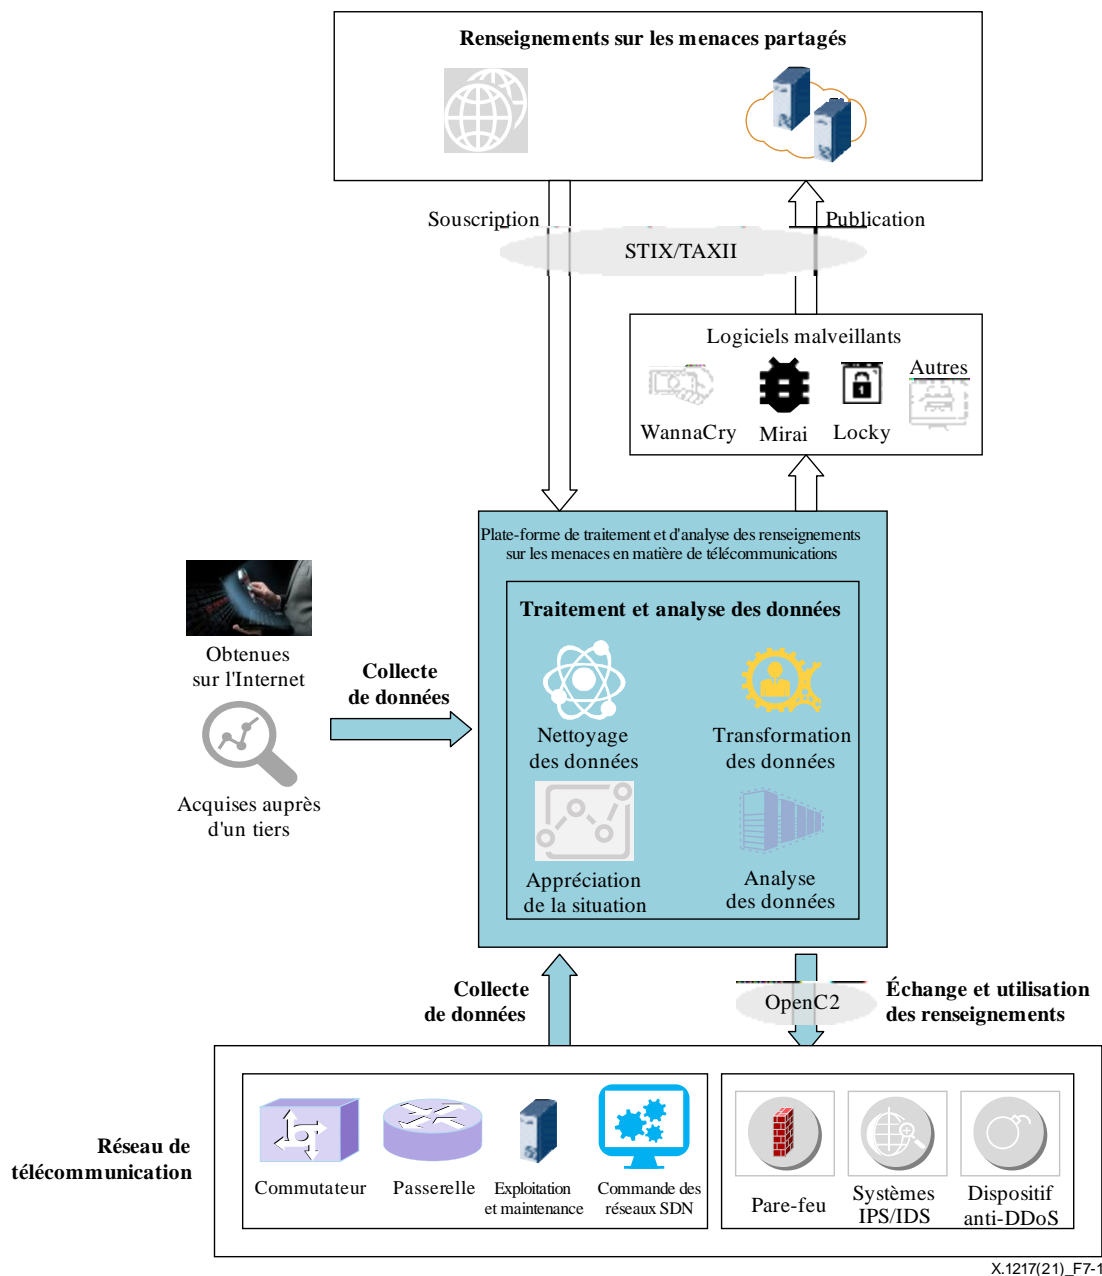 Renseignements sur les menaces partagés
Souscription
Publication
STIX/TAXII
Logiciels malveillants
Autres
WannaCry
Mirai
Locky
Plate-forme de traitement et d'analyse des renseignements
sur les menaces en matière de télécommunications
Traitement et analyse des données
Obtenues
sur l'Internet
Collecte
de données
Nettoyage
des données
Transformation
des données
Acquises auprès
d'un tiers
Appréciation
de la situation
Analyse
des données
Collecte
de données
OpenC2
Échange et utilisation
des renseignements
Réseau de
télécommunication
Commutateur
Passerelle
Exploitation
et maintenance
Commande des
réseaux SDN
Pare-feu
Systèmes
IPS/IDS
Dispositif
anti-DDoS
X.1217(21)_F7-1